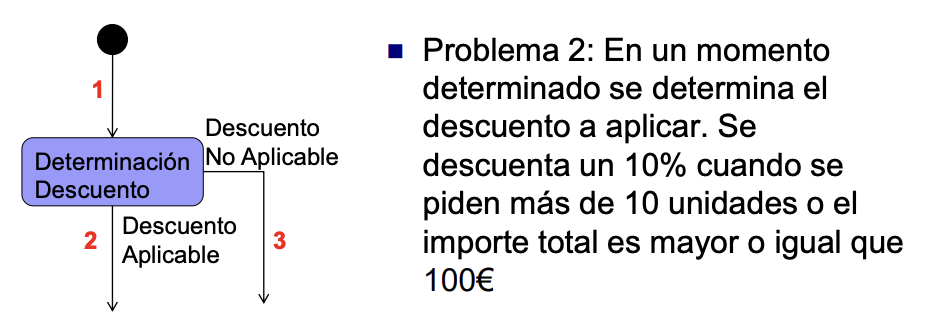 1
Descuento
No Aplicable
Determinación
Descuento
2
Descuento
Aplicable
3
Problema 2: En un momento
determinado se determina el
descuento a aplicar. Se
descuenta un 10% cuando se
piden más de 10 unidades o el
importe total es mayor o igual que
100€